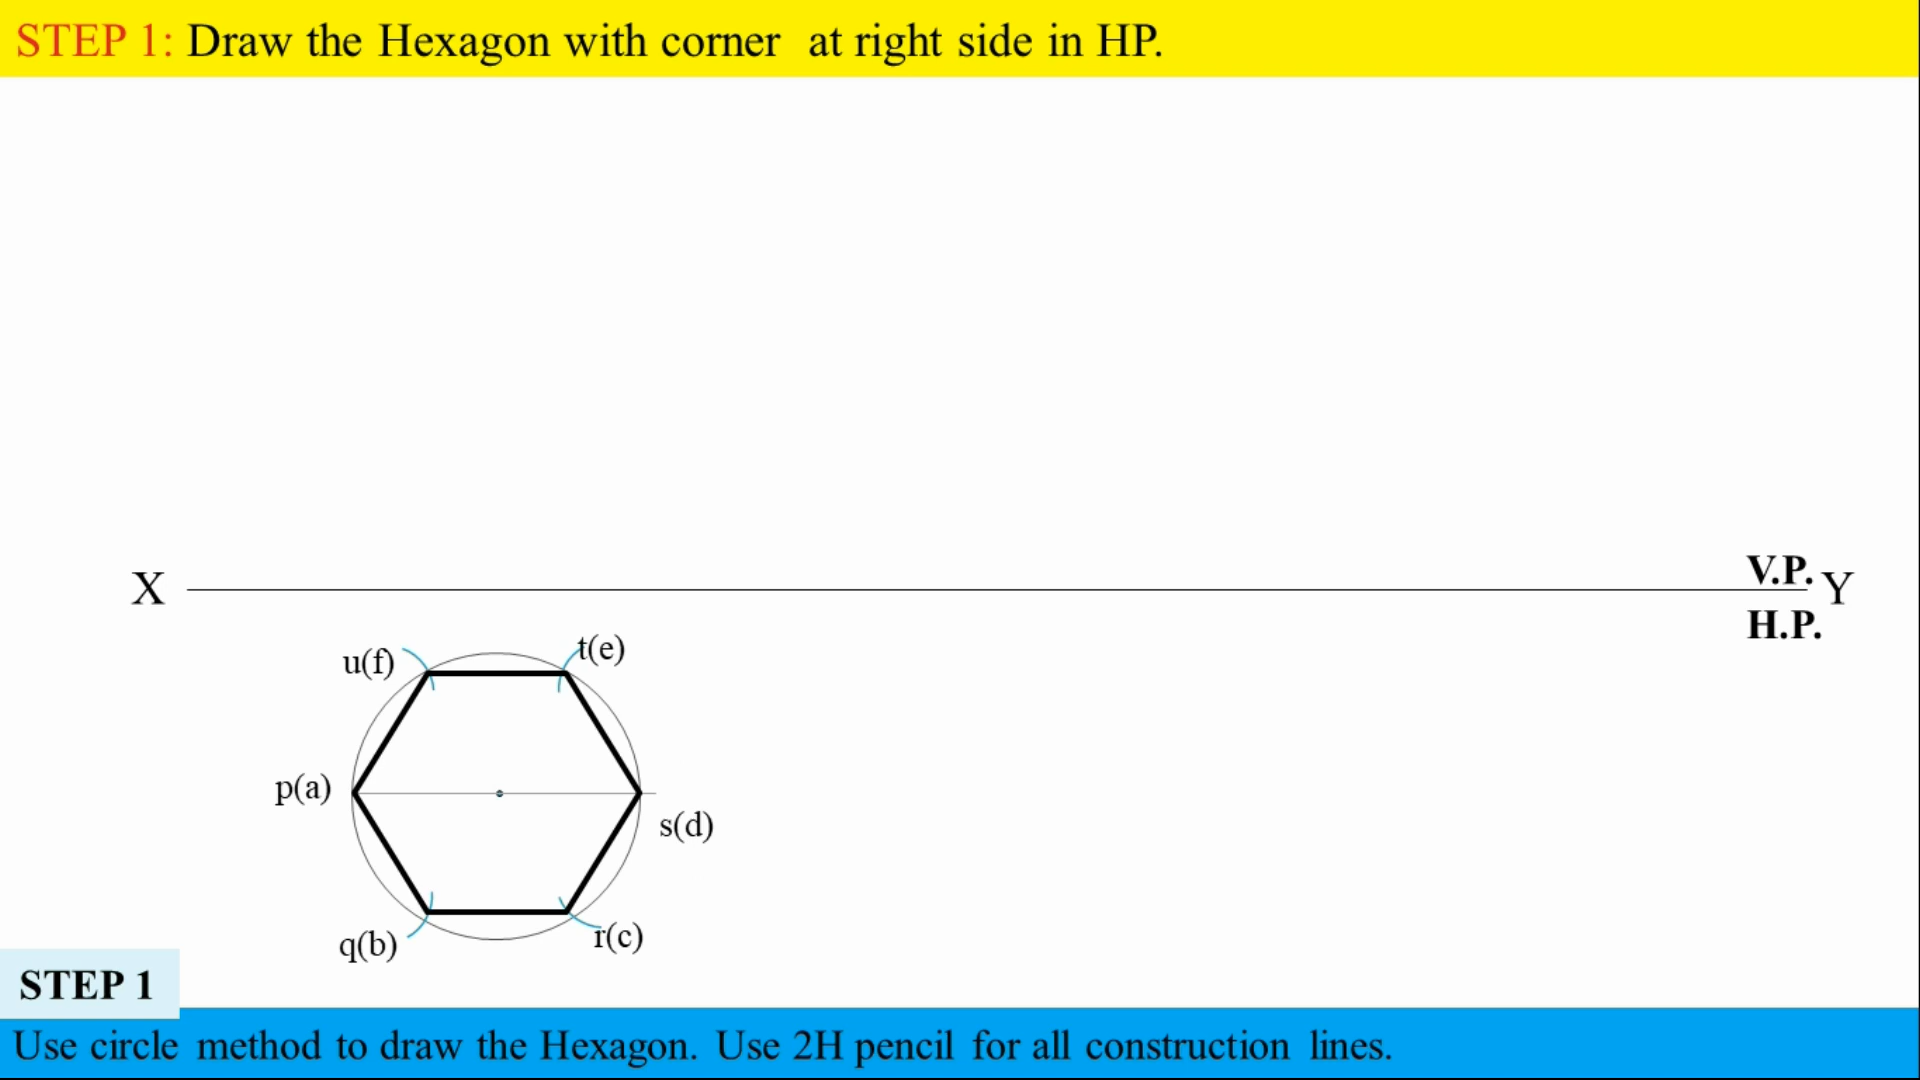 STEP 1: Draw the Hexagon with corner at right side in HP.
V.P.
X
Y
H.P.
t(e)
u(f)
p(a)
s(d)
r(c)
q(b)
STEP 1
Use circle method to draw the Hexagon. Use 2H pencil for all construction lines.